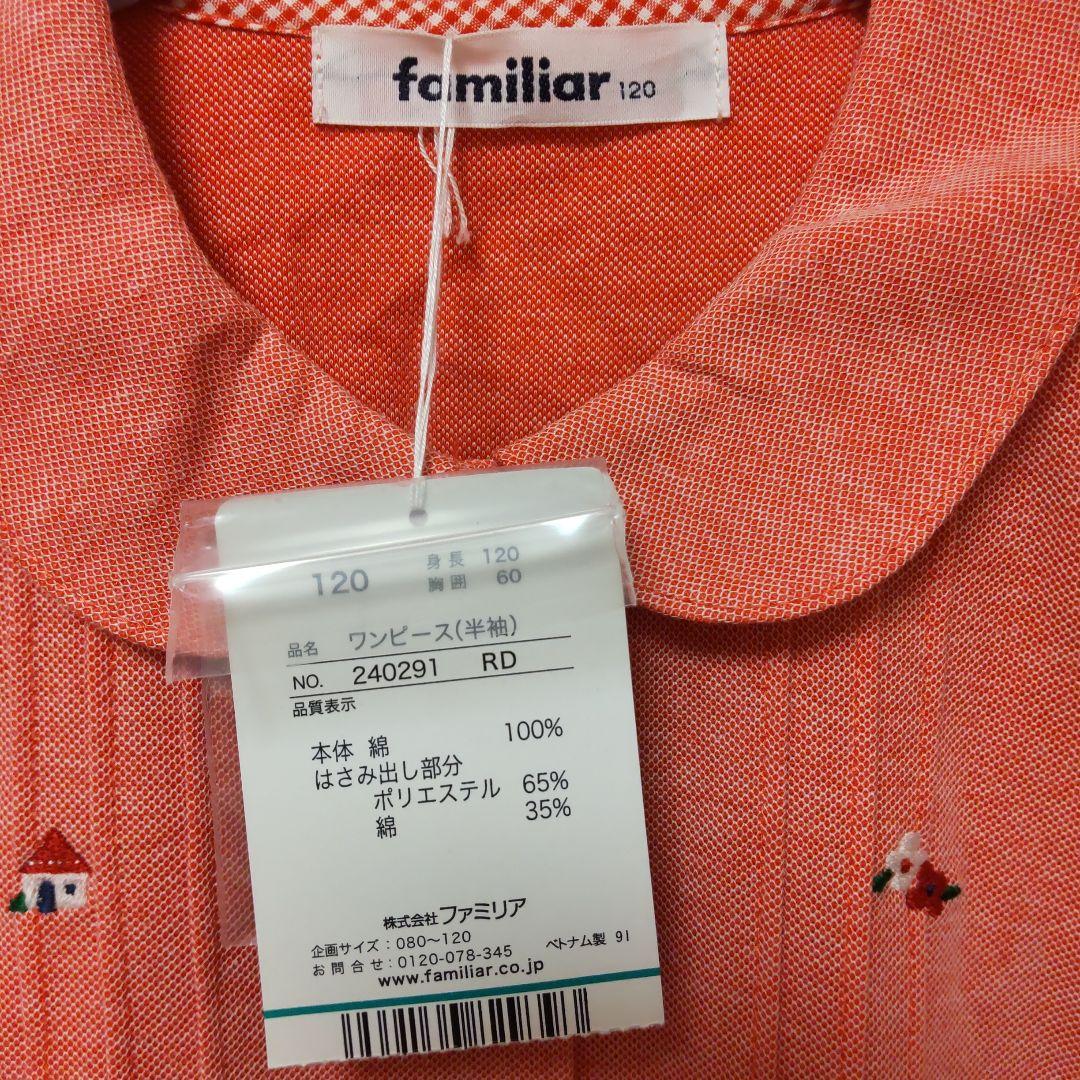 familiar 120
120 身長 120
胸囲 60
品名 ワンピース(半袖)
NO. 240291 RD
品質表示
本体 綿 100%
はさみ出し部分
ポリエステル 65%
綿 35%
株式会社ファミリア
企画サイズ：080〜120 ベトナム製 91
お問合せ：0120-078-345
www.familiar.co.jp